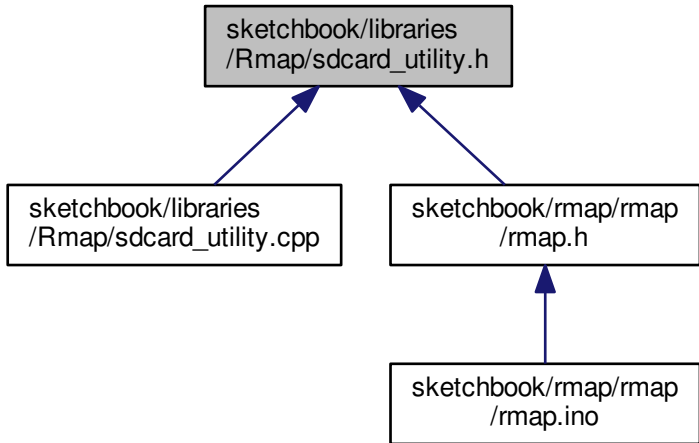 sketchbook/libraries
/Rmap/sdcard_utility.h
sketchbook/libraries
/Rmap/sdcard_utility.cpp
sketchbook/rmap/rmap
/rmap.h
sketchbook/rmap/rmap
/rmap.ino